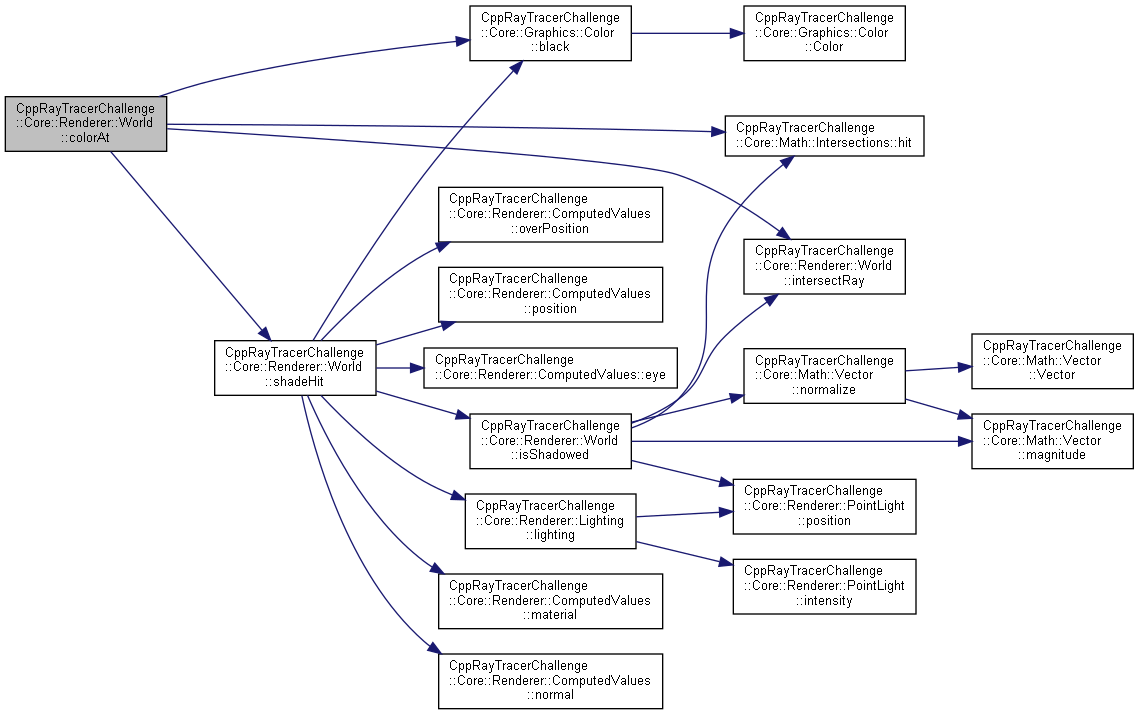 CppRayTracerChallenge
::Core::Renderer::World
::colorAt
CppRayTracerChallenge
::Core::Graphics::Color
::black
CppRayTracerChallenge
::Core::Graphics::Color
::Color
CppRayTracerChallenge
::Core::Math::Intersections::hit
CppRayTracerChallenge
::Core::Renderer::World
::intersectRay
CppRayTracerChallenge
::Core::Renderer::World
::shadeHit
CppRayTracerChallenge
::Core::Renderer::ComputedValues
::overPosition
CppRayTracerChallenge
::Core::Renderer::ComputedValues
::position
CppRayTracerChallenge
::Core::Renderer::ComputedValues::eye
CppRayTracerChallenge
::Core::Renderer::World
::isShadowed
CppRayTracerChallenge
::Core::Math::Vector
::normalize
CppRayTracerChallenge
::Core::Math::Vector
::Vector
CppRayTracerChallenge
::Core::Math::Vector
::magnitude
CppRayTracerChallenge
::Core::Renderer::PointLight
::position
CppRayTracerChallenge
::Core::Renderer::Lighting
::lighting
CppRayTracerChallenge
::Core::Renderer::PointLight
::intensity
CppRayTracerChallenge
::Core::Renderer::ComputedValues
::material
CppRayTracerChallenge
::Core::Renderer::ComputedValues
::normal